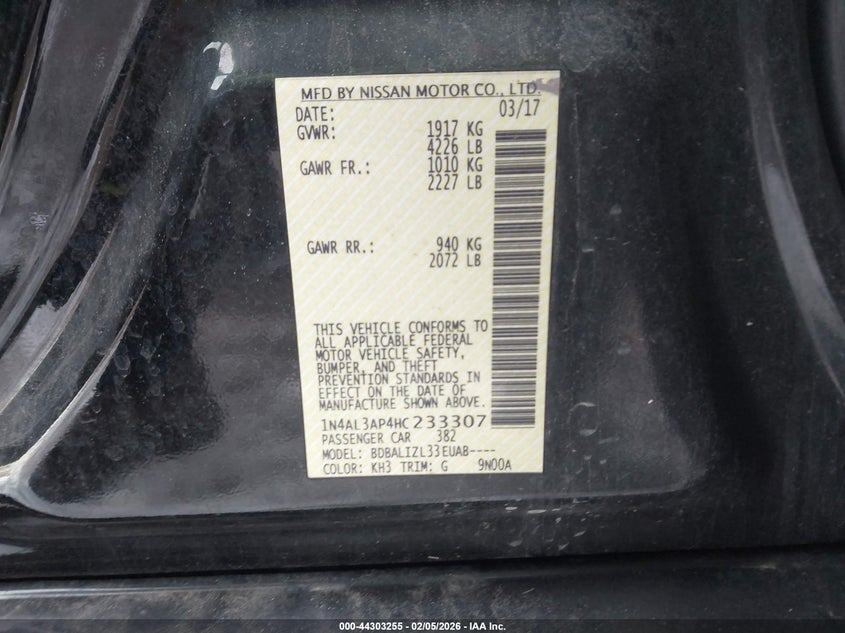 MFD BY NISSAN MOTOR CO., LTD.
DATE: 03/17
GVWR: 1917 KG
4226 LB
GAWR FR.: 1010 KG
2227 LB
GAWR RR.: 940 KG
2072 LB
THIS VEHICLE CONFORMS TO
ALL APPLICABLE FEDERAL
MOTOR VEHICLE SAFETY,
BUMPER, AND THEFT
PREVENTION STANDARDS IN
EFFECT ON THE DATE OF
MANUFACTURE SHOWN ABOVE.
1N4AL3AP4HC233307
PASSENGER CAR 382
MODEL: BDBALIZL33EUAB----
COLOR: KH3 TRIM: G 9N00A
000-44303255 - 02/05/2026 - IAA Inc.